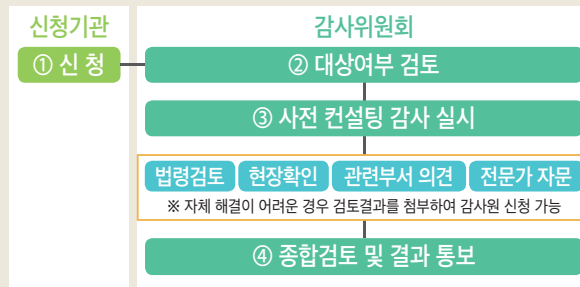 신청기관
감사위원회
① 신 청
② 대상여부 검토
③ 사전 컨설팅 감사 실시
법령검토 현장확인 관련부서 의견 전문가 자문
※ 자체 해결이 어려운 경우 검토결과를 첨부하여 감사원 신청 가능
④ 종합검토 및 결과 통보